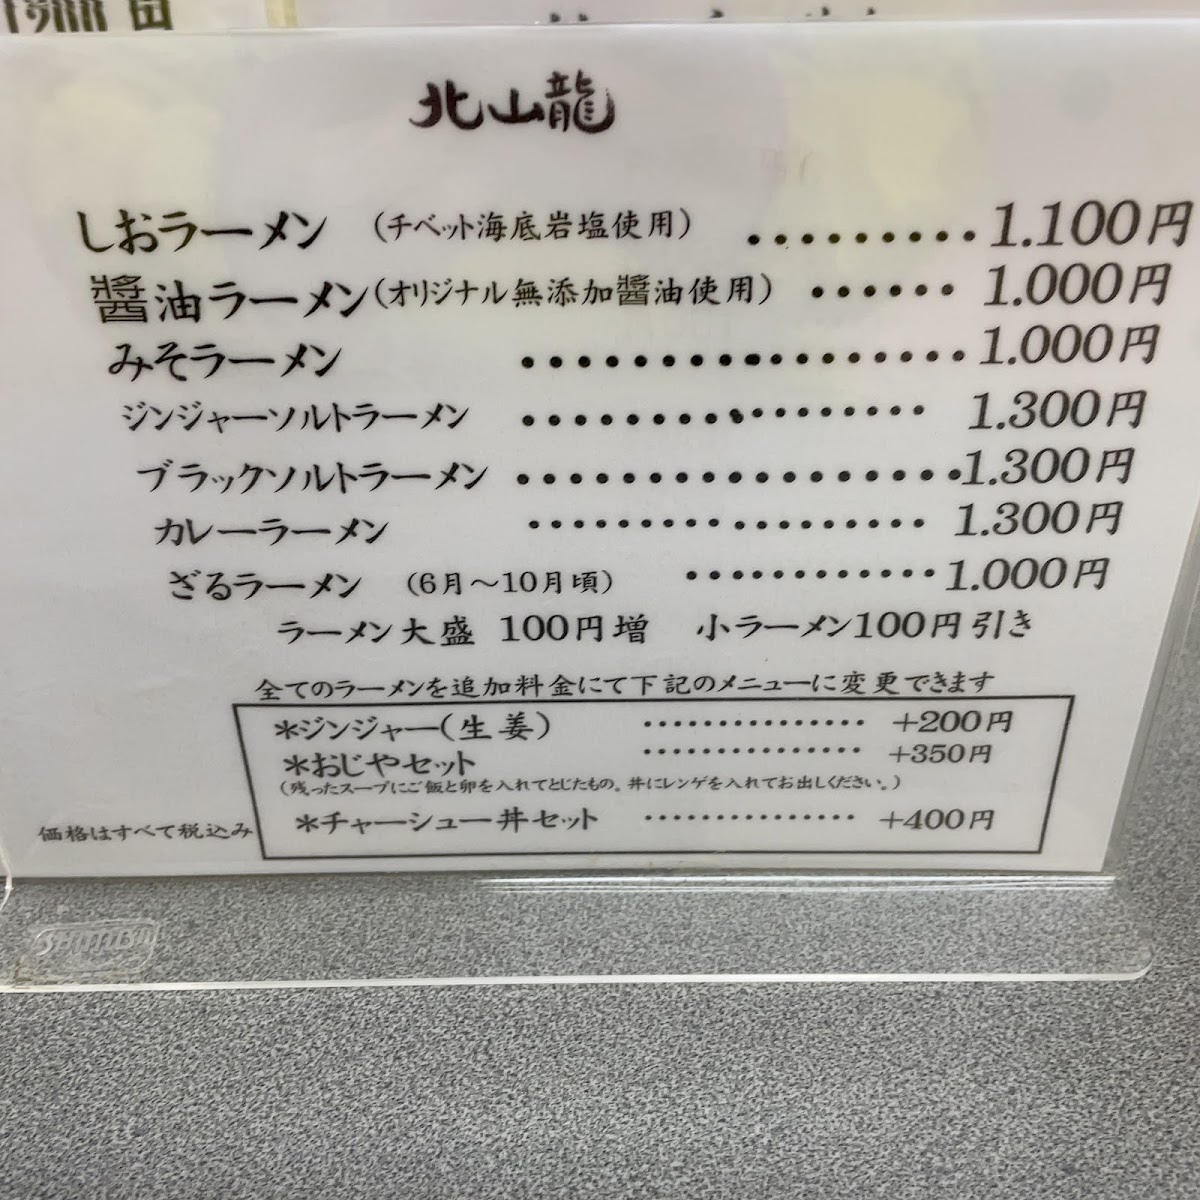 北山龍
しおラーメン (チベット海底岩塩使用) ・・・・・・・・・ 1.100円
醬油ラーメン(オリジナル無添加醬油使用) ・・・・・・ 1.000円
みそラーメン ・・・・・・・・・・・・・・・・・・ 1.000円
ジンジャーソルトラーメン ・・・・・・・・・・・・・・・・・・ 1.300円
ブラックソルトラーメン ・・・・・・・・・・・・・・・・・ 1.300円
カレーラーメン ・・・・・・・・・・・・・・・・・・ 1.300円
ざるラーメン (6月～10月頃) ・・・・・・・・・・・・ 1.000円
ラーメン大盛 100円増 小ラーメン100円引き
全てのラーメンを追加料金にて下記のメニューに変更できます
＊ジンジャー(生姜) ・・・・・・・・・・・・・・・ +200円
＊おじやセット ・・・・・・・・・・・・・・・ +350円
(残ったスープにご飯と卵を入れてとじたもの。丼にレンゲを入れてお出しください。)
＊チャーシュー丼セット ・・・・・・・・・・・・・・ +400円
価格はすべて税込み